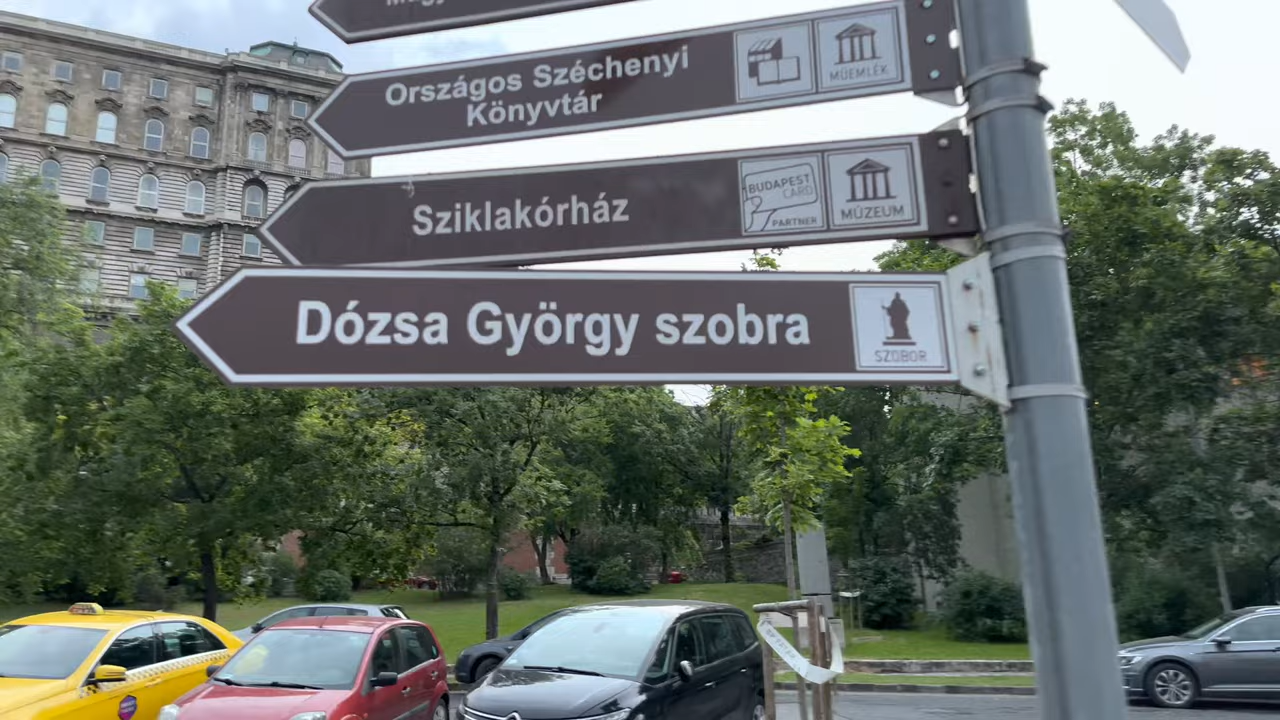 Országos Széchenyi
Könyvtár
MŰEMLÉK
Sziklakórház
BUDAPEST
CARD
PARTNER
MÚZEUM
Dózsa György szobra
SZOBOR